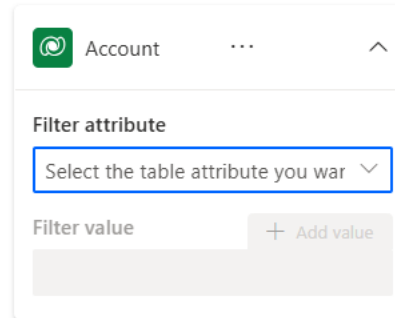 Account ...
Filter attribute
Select the table attribute you war
Filter value
+ Add value